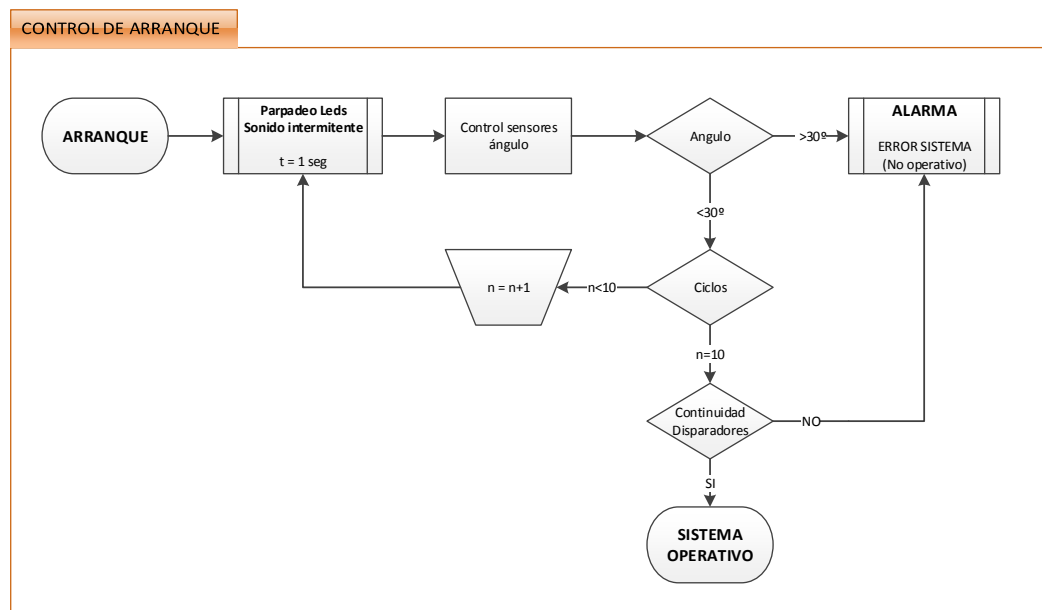 CONTROL DE ARRANQUE
ARRANQUE
Parpadeo Leds
Sonido intermitente
t = 1 seg
Control sensores
ángulo
Angulo
>30º
ALARMA
ERROR SISTEMA
(No operativo)
<30º
n = n+1
n<10
Ciclos
n=10
Continuidad
Disparadores
NO
SI
SISTEMA
OPERATIVO